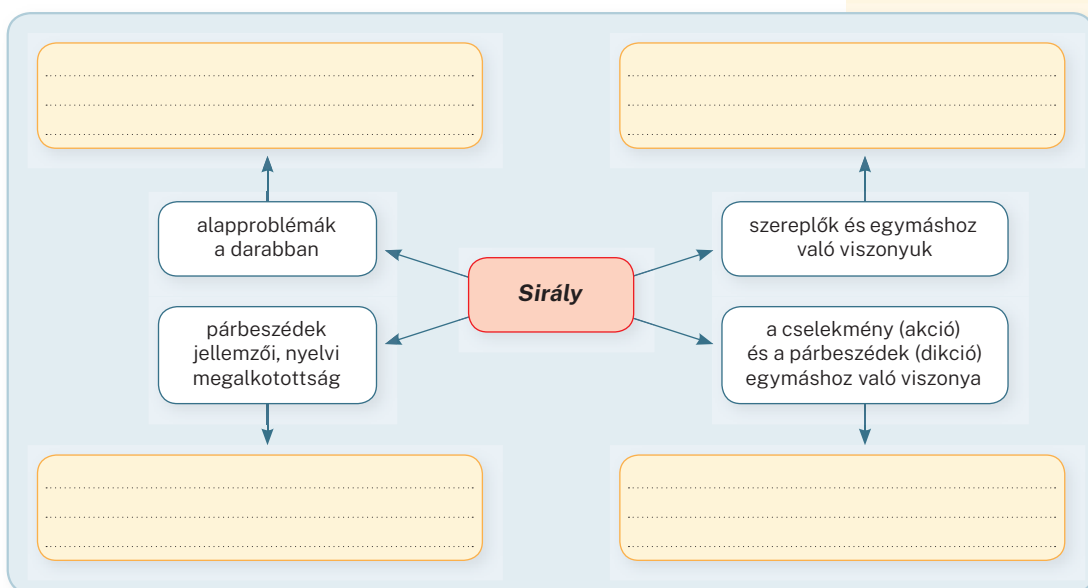 alapproblémák
a darabban
szereplők és egymáshoz
való viszonyuk
Sirály
párbeszédek
jellemzői, nyelvi
megalkotottság
a cselekmény (akció)
és a párbeszédek (dikció)
egymáshoz való viszonya